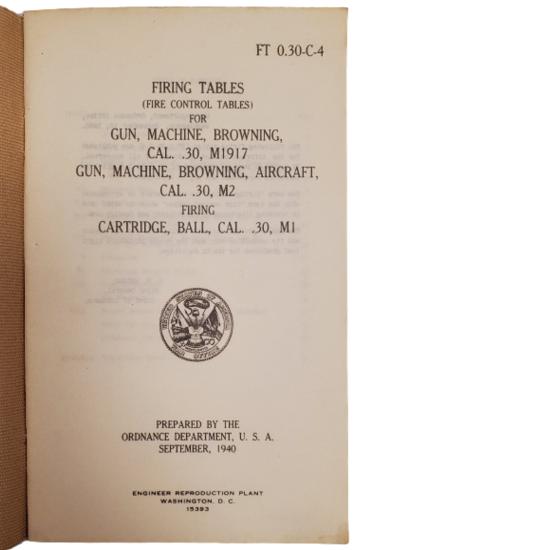 FT 0.30-C-4
FIRING TABLES
(FIRE CONTROL TABLES)
FOR
GUN, MACHINE, BROWNING,
CAL. .30, M1917
GUN, MACHINE, BROWNING, AIRCRAFT,
CAL. .30, M2
FIRING
CARTRIDGE, BALL, CAL. .30, M1
PREPARED BY THE
ORDNANCE DEPARTMENT, U. S. A.
SEPTEMBER, 1940
ENGINEER REPRODUCTION PLANT
WASHINGTON, D. C.
15393